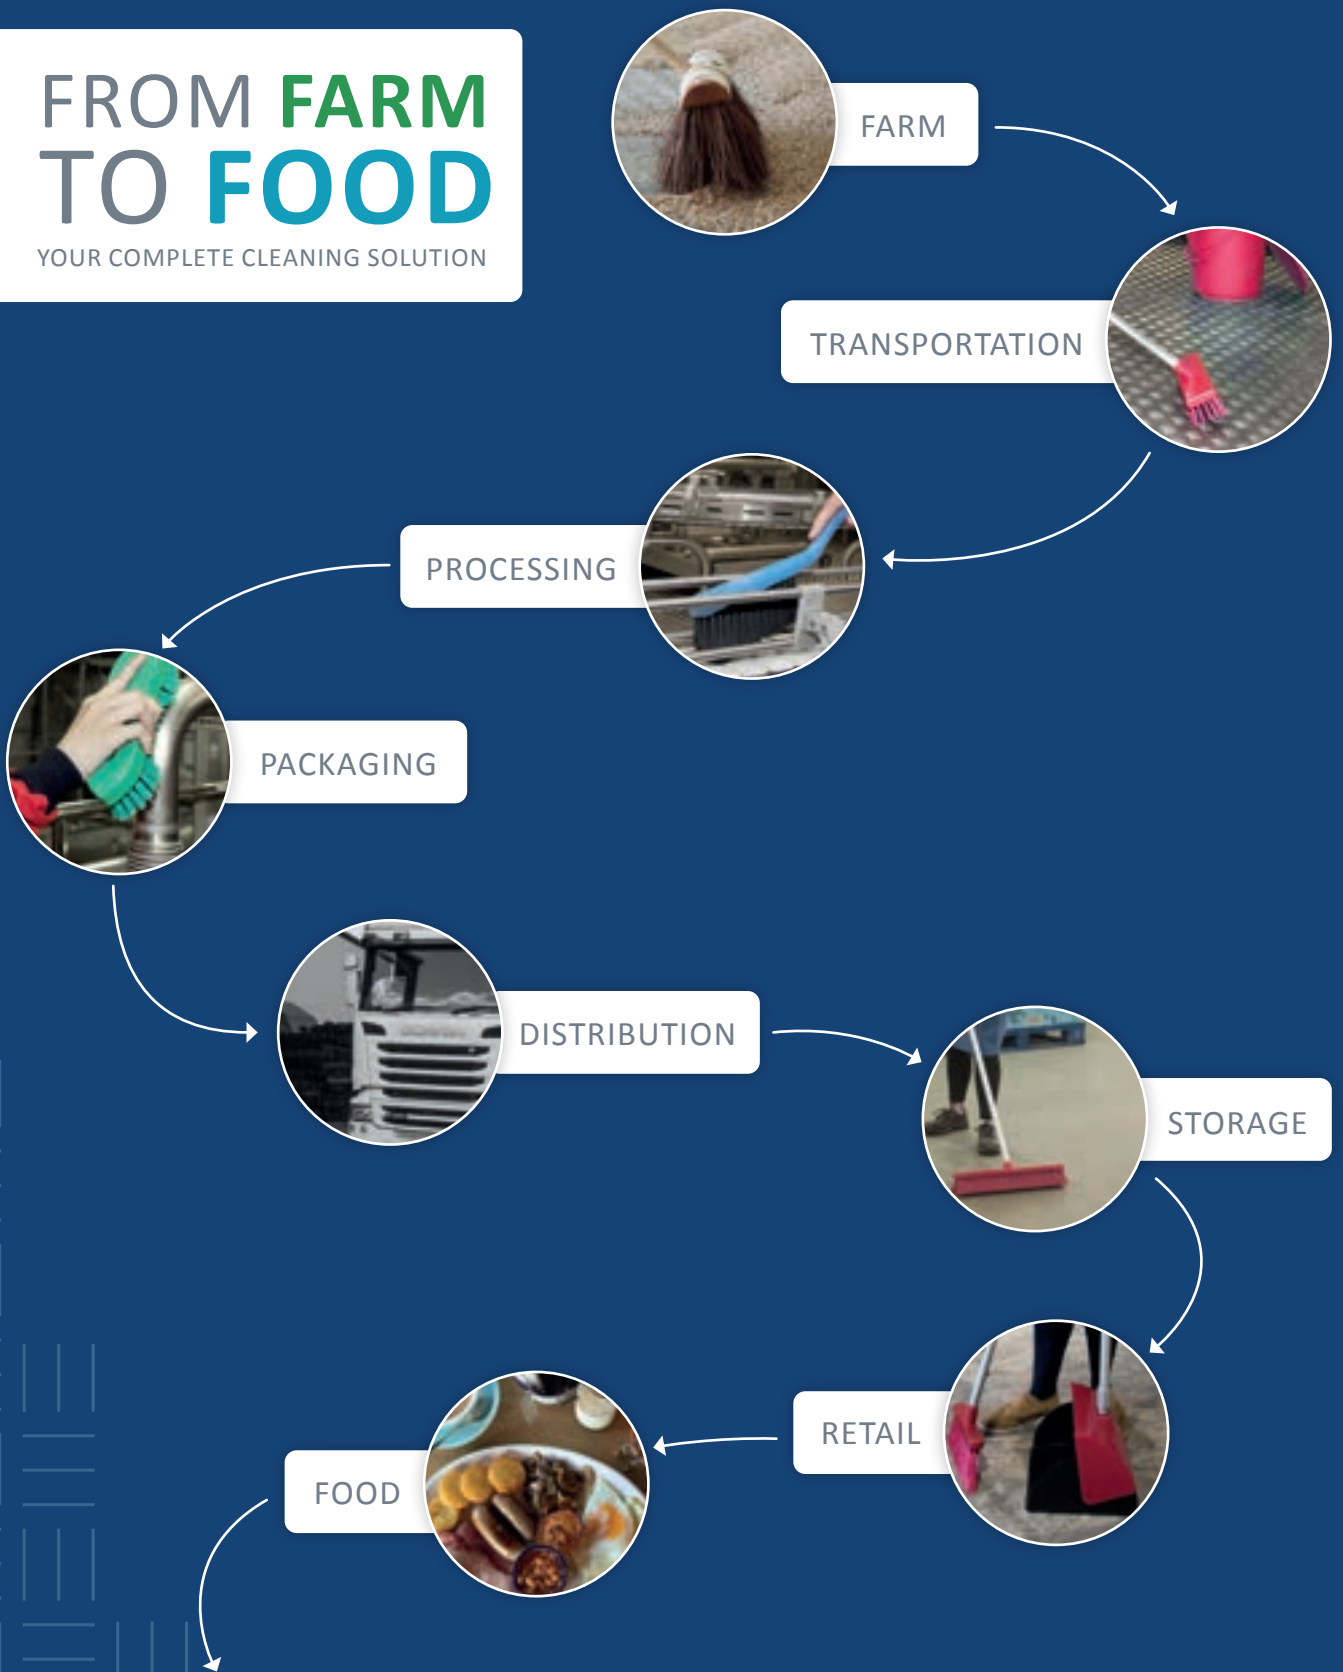 FROM FARM
TO FOOD
YOUR COMPLETE CLEANING SOLUTION
FARM
TRANSPORTATION
PROCESSING
PACKAGING
DISTRIBUTION
STORAGE
RETAIL
FOOD